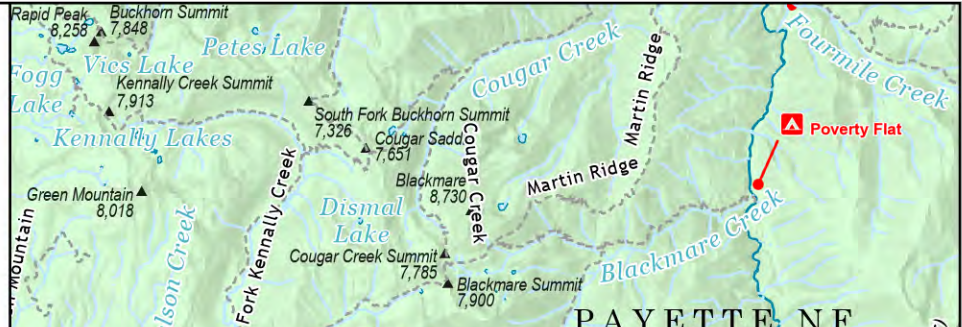 Rapid Peak
8,258
Buckhorn Summit
7,848
Petes Lake
Vics Lake
Fogg
Lake
Kennally Creek Summit
7,913
Kennally Lakes
South Fork Buckhorn Summit
7,326
Cougar Sadd.
7,651
Cougar Creek
Martin Ridge
Fourmile Creek
Poverty Flat
Green Mountain
8,018
Fork Kennally Creek
Dismal
Lake
Blackmare
8,730
Cougar Creek
Martin Ridge
Blackmare Creek
Mountain
lson Creek
Cougar Creek Summit
7,785
Blackmare Summit
7,900
PAYETTE NF